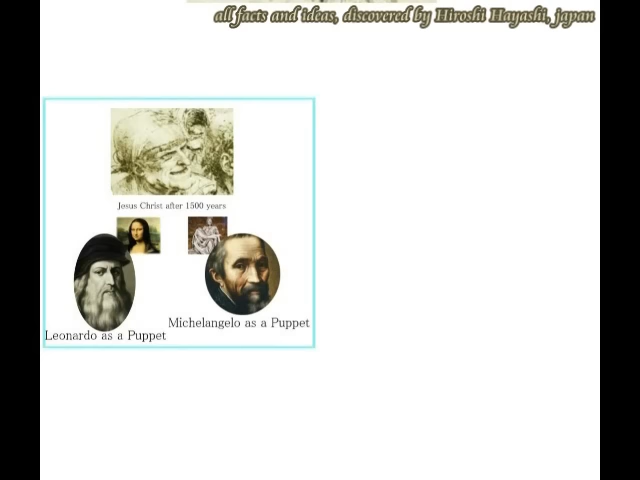 all facts and ideas, discovered by Hiroshi Hayashi, japan
Jesus Christ after 1500 years
Michelangelo as a Puppet
Leonardo as a Puppet